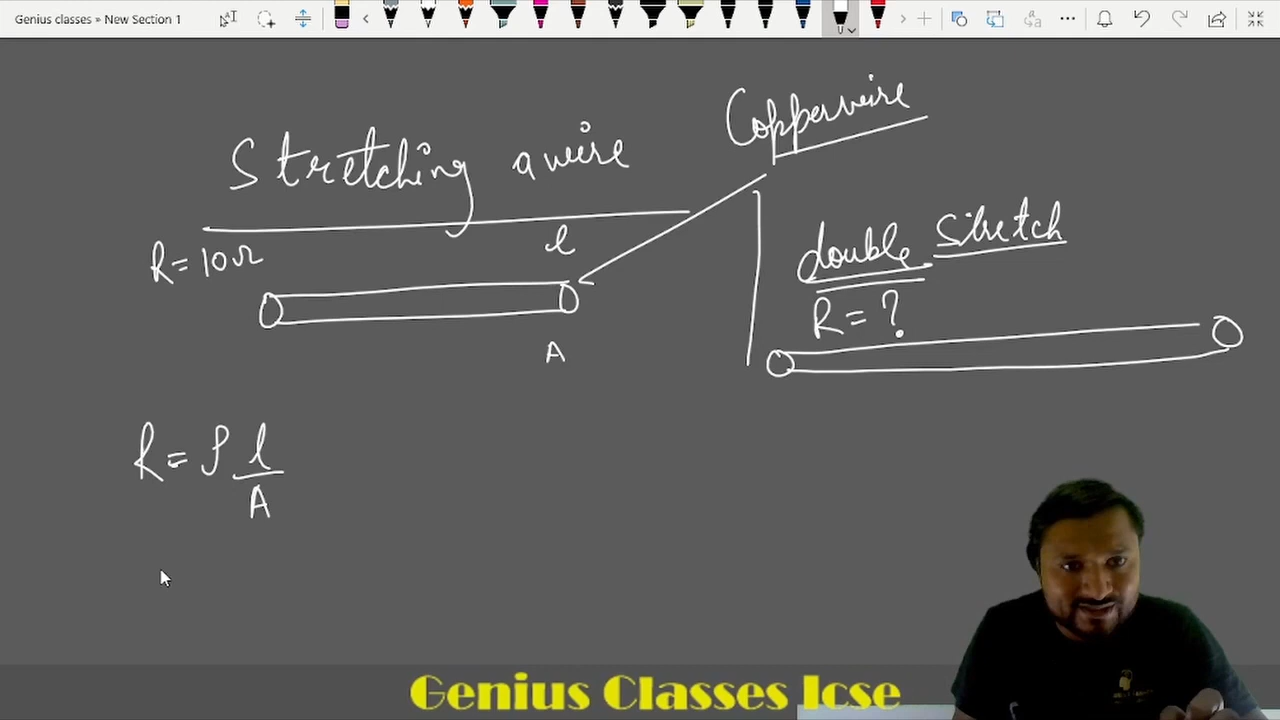 Genius classes » New Section 1
Copperwire
Stretching a wire
double stretch
R = 10Ω
l
R = ?
A
R = ρ l/A
Genius Classes Icse